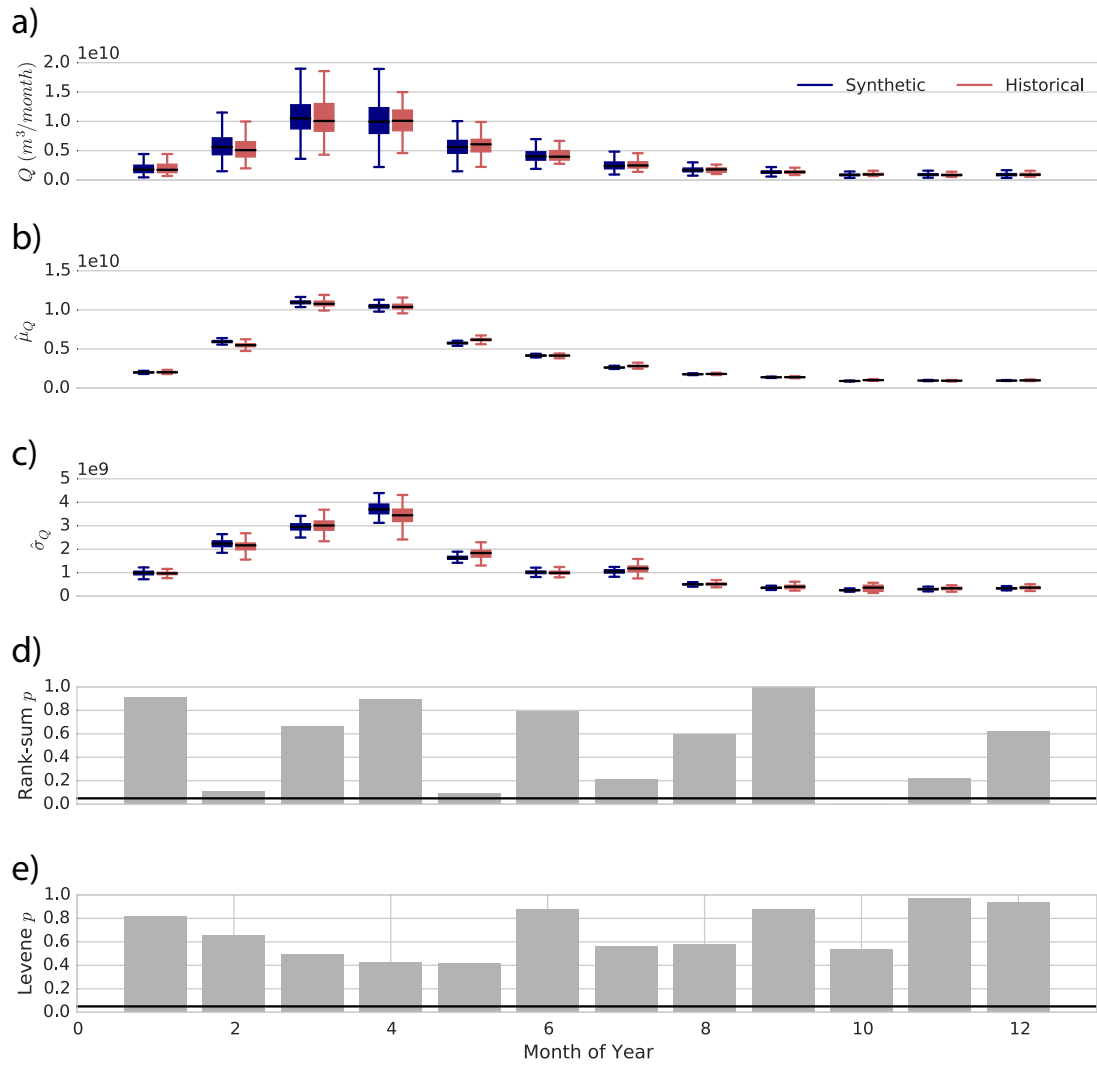 a)
1e10
Q (m³/month)
2.0
1.5
1.0
0.5
0.0
Synthetic
Historical
b)
1e10
μ̂_Q
1.5
1.0
0.5
0.0
c)
1e9
σ̂_Q
5
4
3
2
1
0
d)
Rank-sum p
1.0
0.8
0.6
0.4
0.2
0.0
e)
Levene p
1.0
0.8
0.6
0.4
0.2
0.0
0 2 4 6 8 10 12
Month of Year